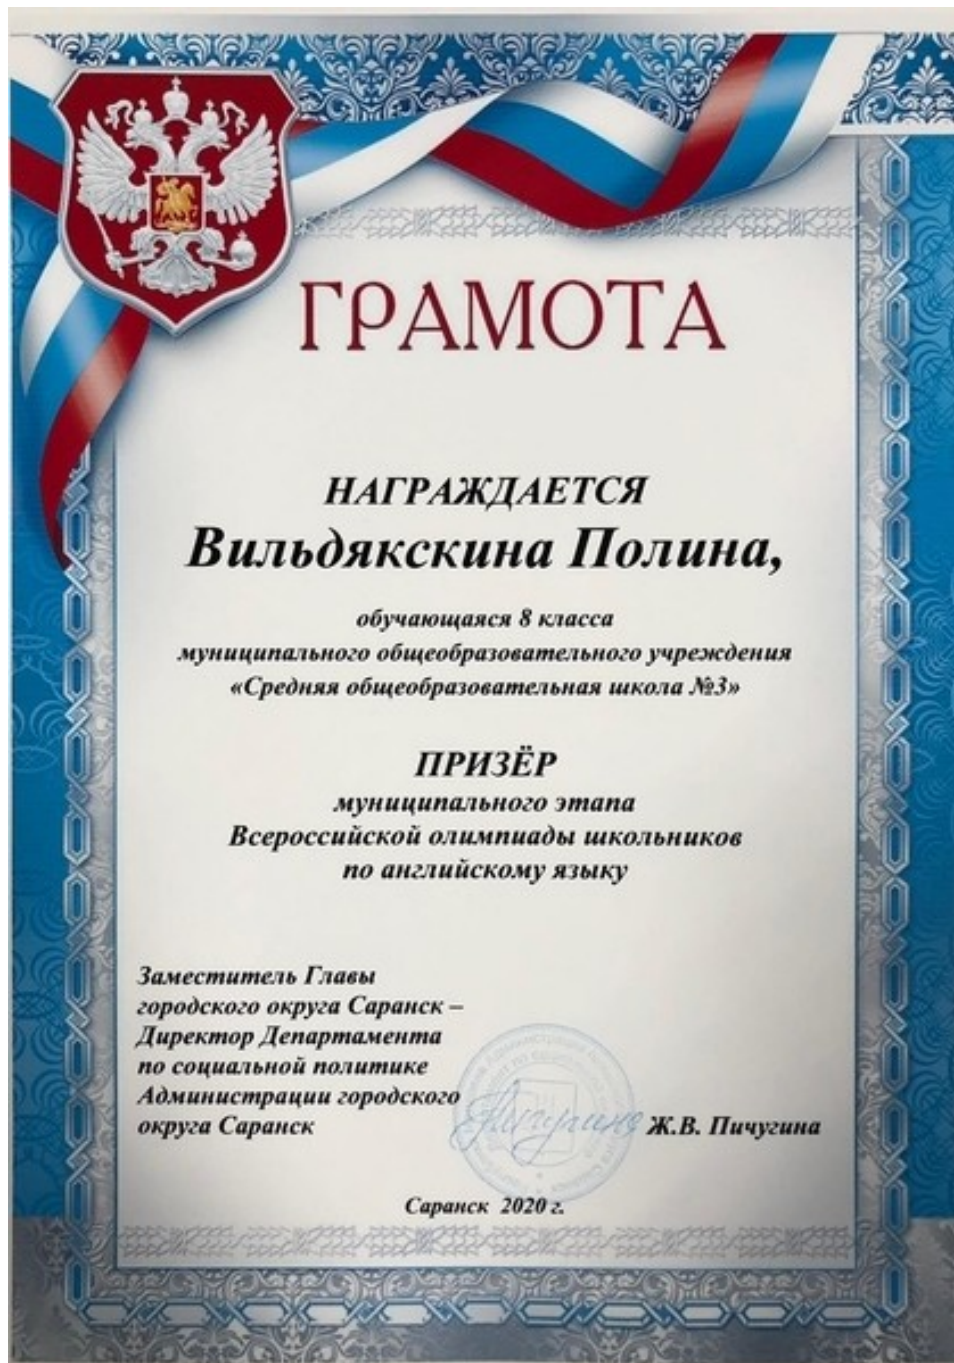 ГРАМОТА
НАГРАЖДАЕТСЯ
Вильдякскина Полина,
обучающаяся 8 класса
муниципального общеобразовательного учреждения
«Средняя общеобразовательная школа №3»
ПРИЗЁР
муниципального этапа
Всероссийской олимпиады школьников
по английскому языку
Заместитель Главы
городского округа Саранск –
Директор Департамента
по социальной политике
Администрации городского
округа Саранск
Ж.В. Пичугина
Саранск 2020 г.